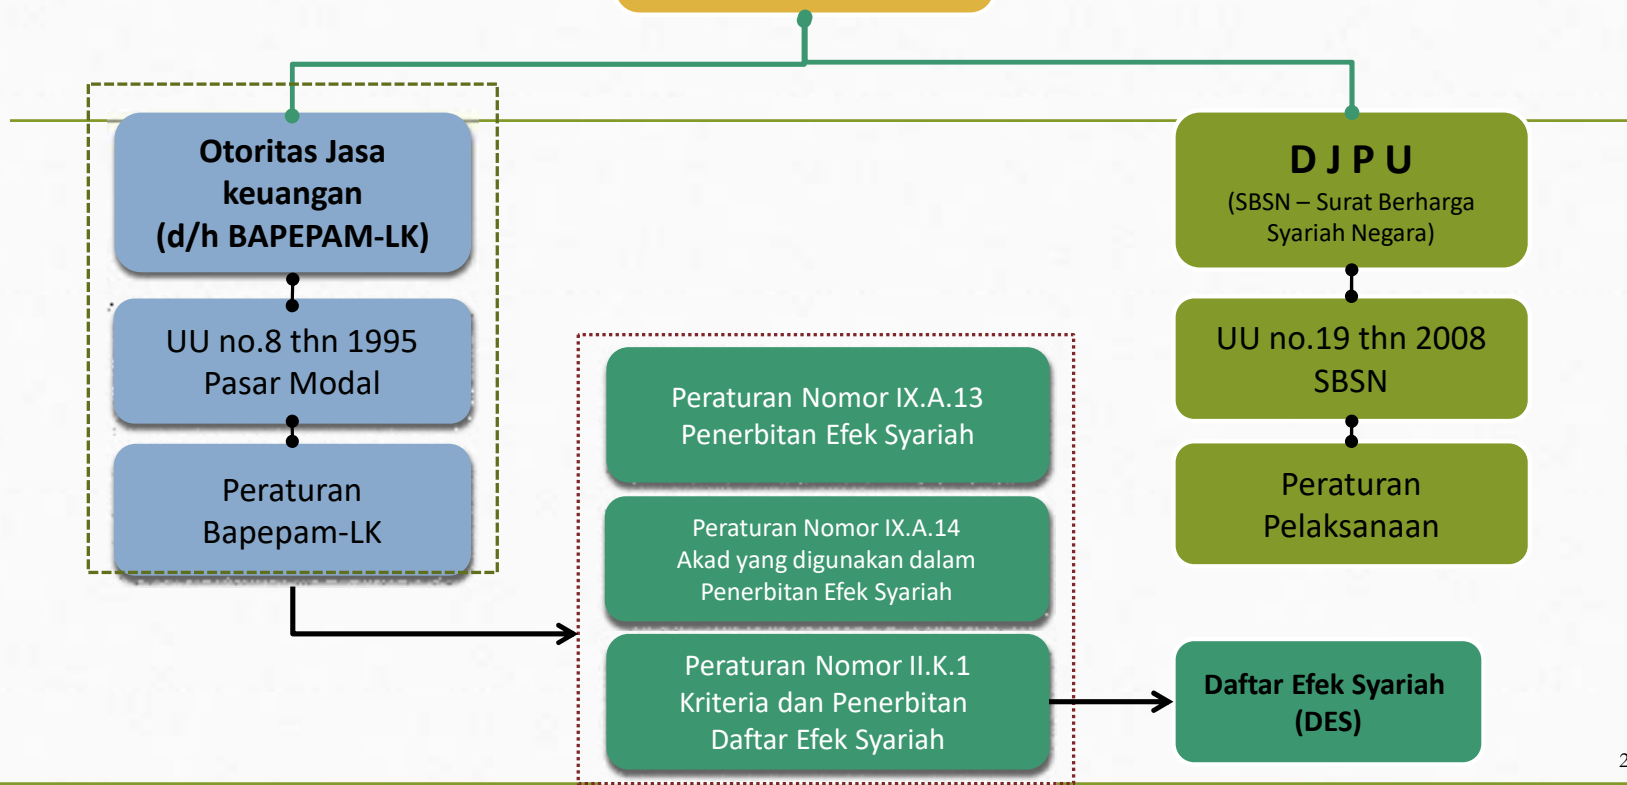 Otoritas Jasa
keuangan
(d/h BAPEPAM-LK)
UU no.8 thn 1995
Pasar Modal
Peraturan
Bapepam-LK
Peraturan Nomor IX.A.13
Penerbitan Efek Syariah
Peraturan Nomor IX.A.14
Akad yang digunakan dalam
Penerbitan Efek Syariah
Peraturan Nomor II.K.1
Kriteria dan Penerbitan
Daftar Efek Syariah
D J P U
(SBSN – Surat Berharga
Syariah Negara)
UU no.19 thn 2008
SBSN
Peraturan
Pelaksanaan
Daftar Efek Syariah
(DES)
2